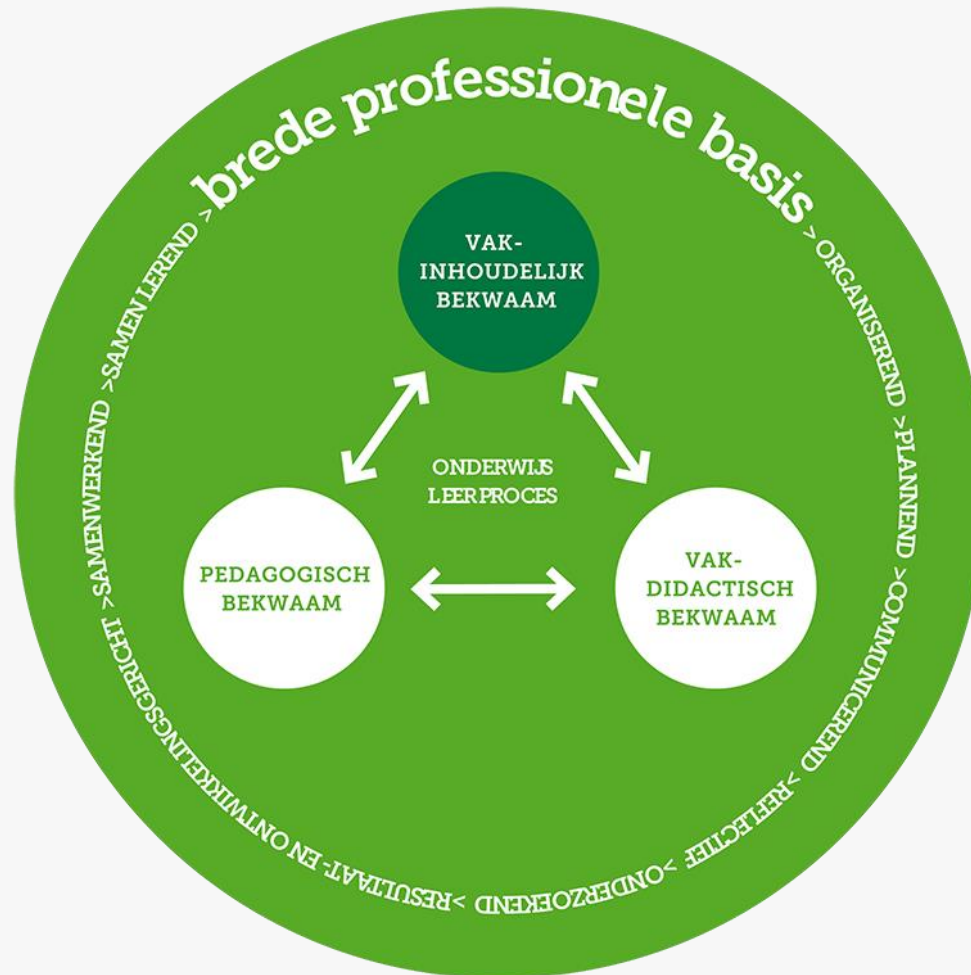 brede professionele basis
> ORGANISEREND >PLANNEND >COMMUNICEREND >REFLECTIEF >ONDERZOEKEND >RESULTAAT- EN ONTWIKKELINGSGERICHT >SAMENWERKEND >SAMEN LEREND >
VAK-
INHOUDELIJK
BEKWAAM
ONDERWIJS
LEERPROCES
PEDAGOGISCH
BEKWAAM
VAK-
DIDACTISCH
BEKWAAM